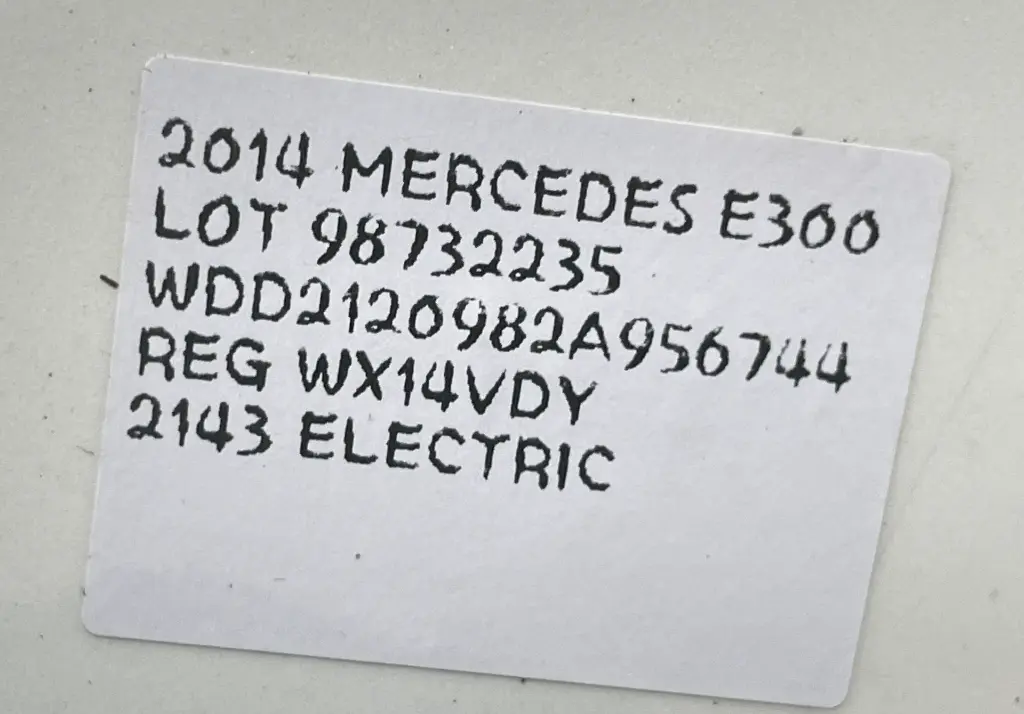 2014 MERCEDES E300
LOT 98732235
WDD2120982A956744
REG WX14VDY
2143 ELECTRIC